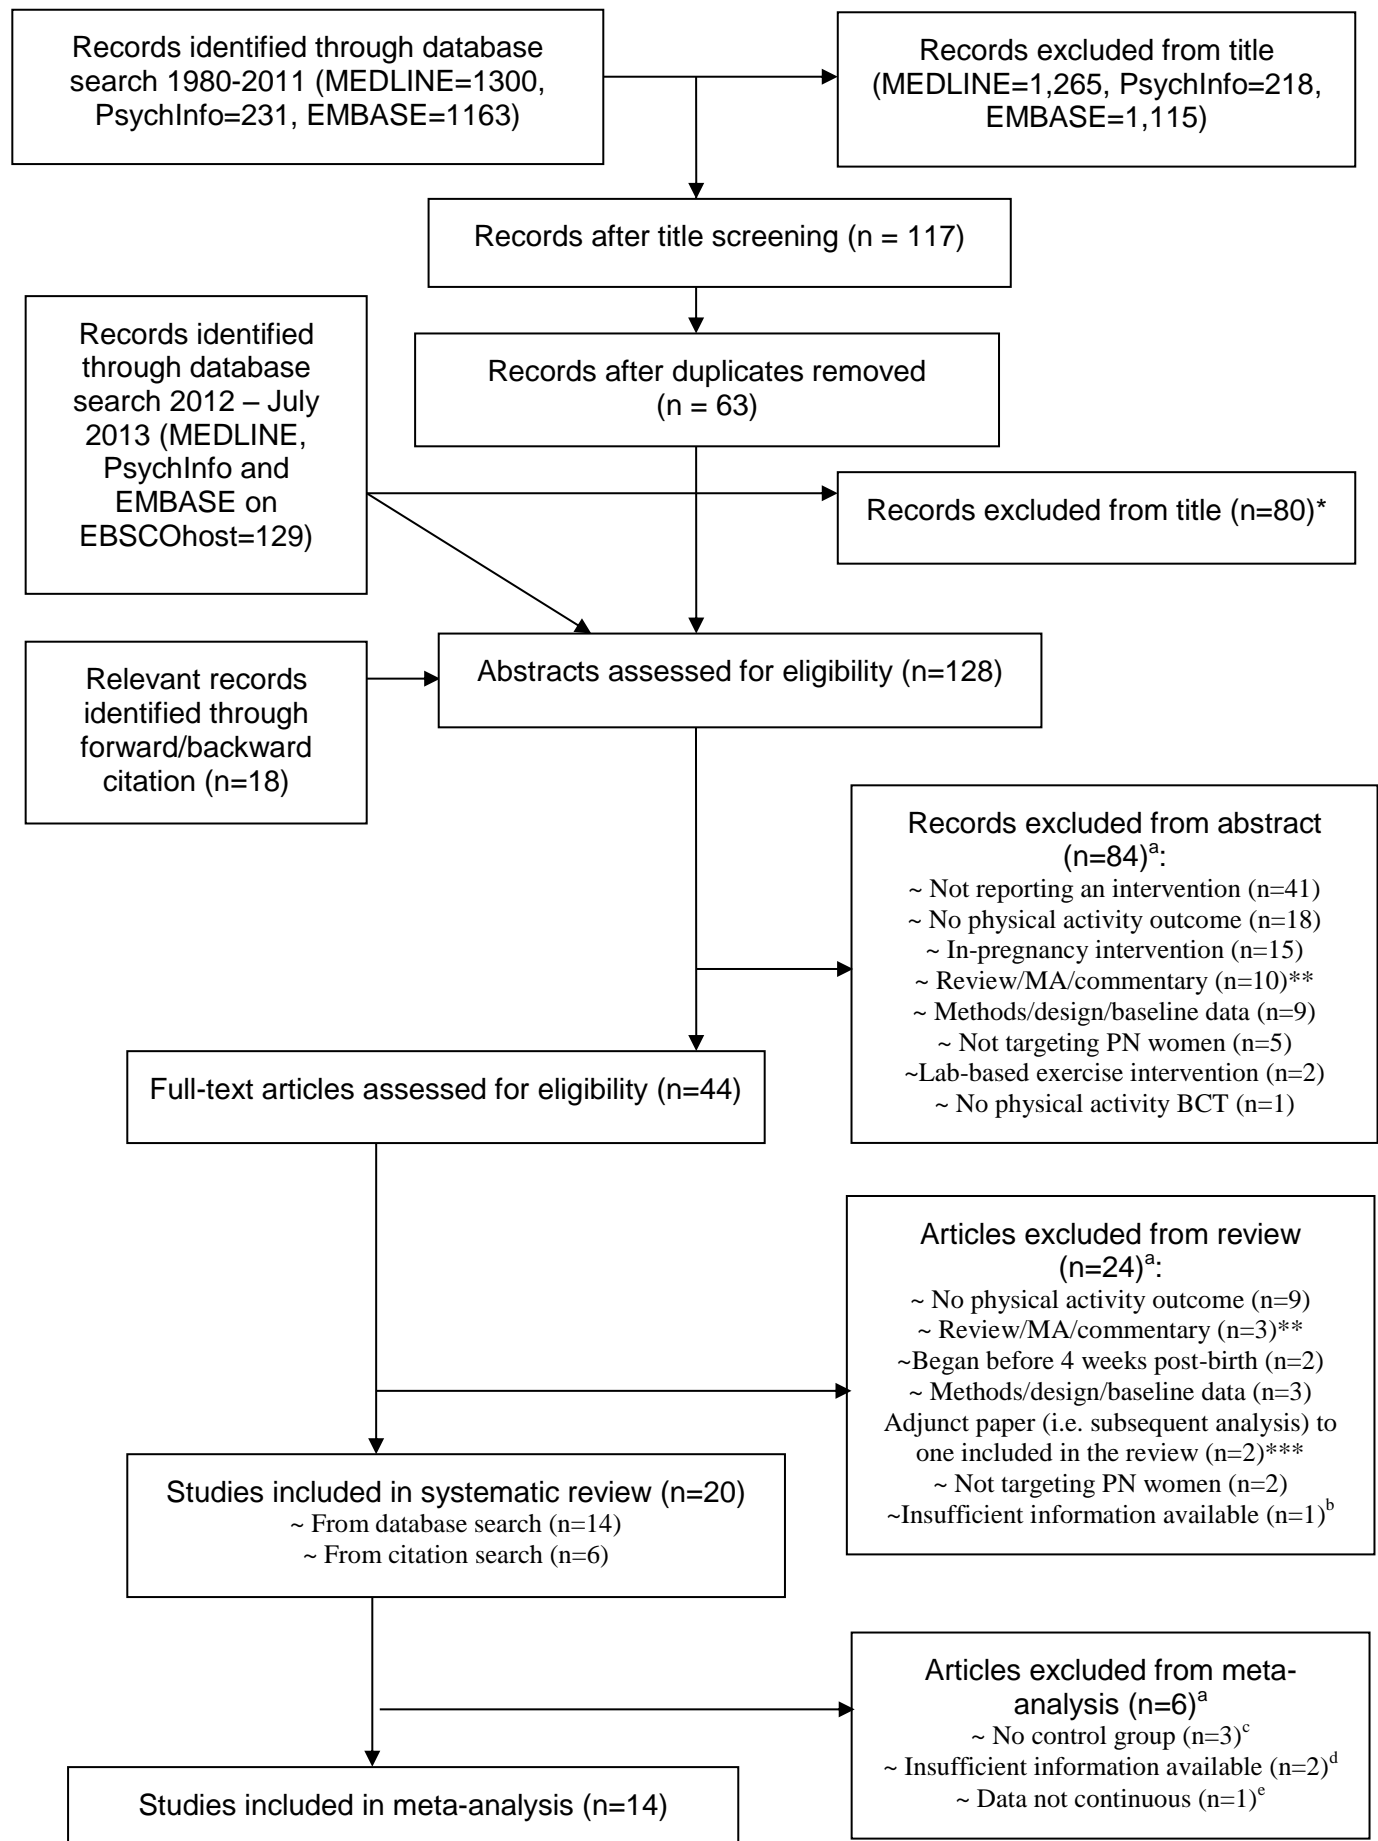 Records identified through database
search 1980-2011 (MEDLINE=1300,
PsychInfo=231, EMBASE=1163)
Records excluded from title
(MEDLINE=1,265, PsychInfo=218,
EMBASE=1,115)
Records after title screening (n = 117)
Records identified
through database
search 2012 – July
2013 (MEDLINE,
PsychInfo and
EMBASE on
EBSCOhost=129)
Records after duplicates removed
(n = 63)
Records excluded from title (n=80)*
Abstracts assessed for eligibility (n=128)
Relevant records
identified through
forward/backward
citation (n=18)
Records excluded from abstract
(n=84)a:
~ Not reporting an intervention (n=41)
~ No physical activity outcome (n=18)
~ In-pregnancy intervention (n=15)
~ Review/MA/commentary (n=10)**
~ Methods/design/baseline data (n=9)
~ Not targeting PN women (n=5)
~Lab-based exercise intervention (n=2)
~ No physical activity BCT (n=1)
Full-text articles assessed for eligibility (n=44)
Articles excluded from review
(n=24)a:
~ No physical activity outcome (n=9)
~ Review/MA/commentary (n=3)**
~Began before 4 weeks post-birth (n=2)
~ Methods/design/baseline data (n=3)
Adjunct paper (i.e. subsequent analysis) to
one included in the review (n=2)***
~ Not targeting PN women (n=2)
~Insufficient information available (n=1)b
Studies included in systematic review (n=20)
~ From database search (n=14)
~ From citation search (n=6)
Articles excluded from meta-
analysis (n=6)a
~ No control group (n=3)c
~ Insufficient information available (n=2)d
~ Data not continuous (n=1)e
Studies included in meta-analysis (n=14)